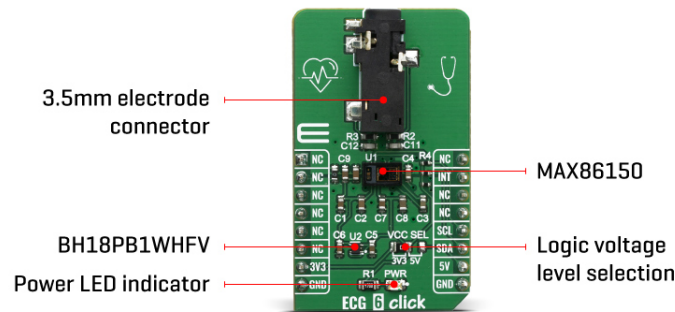 3.5mm electrode
connector
R3
C12
R2
C11
U1
C9
C4
R4
MAX86150
NC
NC
NC
NC
NC
NC
3V3
GND
NC
INT
NC
NC
SCL
SDA
5V
GND
C1 C2 C7 C8 C3
C6 U2 C5
VCC SEL
3V3 5V
BH18PB1WHFV
Logic voltage
level selection
Power LED indicator
R1 PWR
ECG 6 click